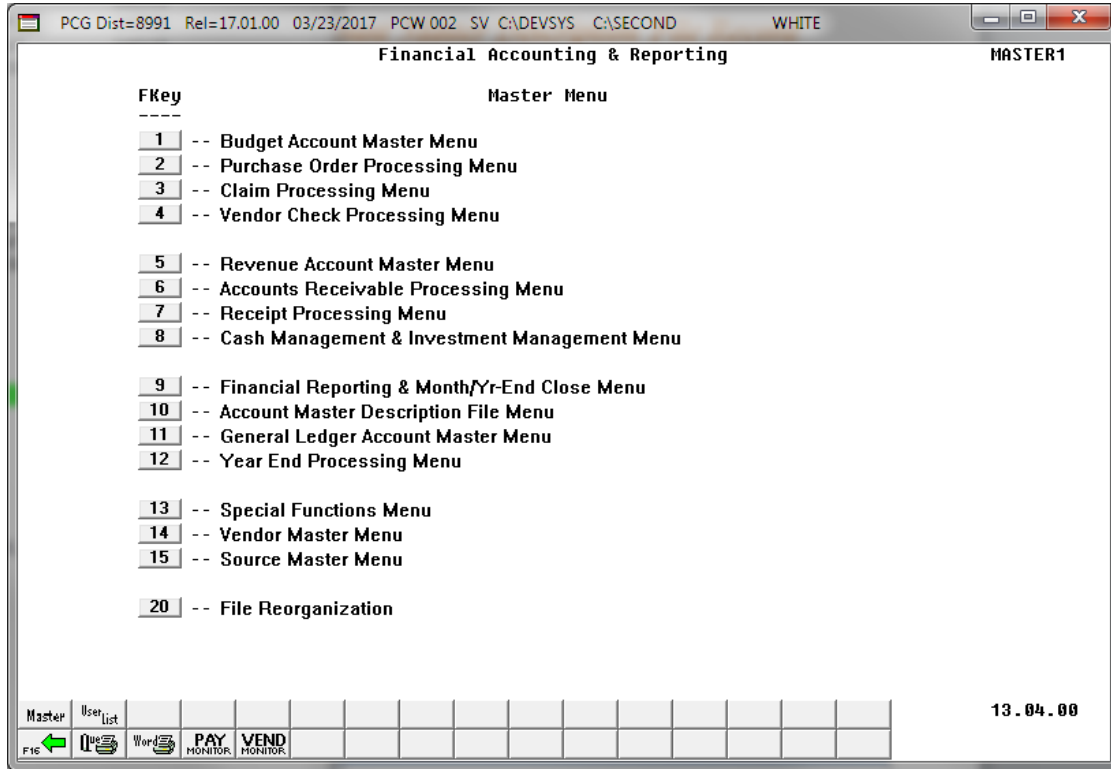 PCG Dist=8991 Rel=17.01.00 03/23/2017 PCW 002 SV C:\DEVSYS C:\SECOND WHITE
Financial Accounting & Reporting MASTER1
FKey Master Menu
----
1 -- Budget Account Master Menu
2 -- Purchase Order Processing Menu
3 -- Claim Processing Menu
4 -- Vendor Check Processing Menu
5 -- Revenue Account Master Menu
6 -- Accounts Receivable Processing Menu
7 -- Receipt Processing Menu
8 -- Cash Management & Investment Management Menu
9 -- Financial Reporting & Month/Yr-End Close Menu
10 -- Account Master Description File Menu
11 -- General Ledger Account Master Menu
12 -- Year End Processing Menu
13 -- Special Functions Menu
14 -- Vendor Master Menu
15 -- Source Master Menu
20 -- File Reorganization
Master User List 13.04.00
F16 Que Word PAY MONITOR VEND MONITOR